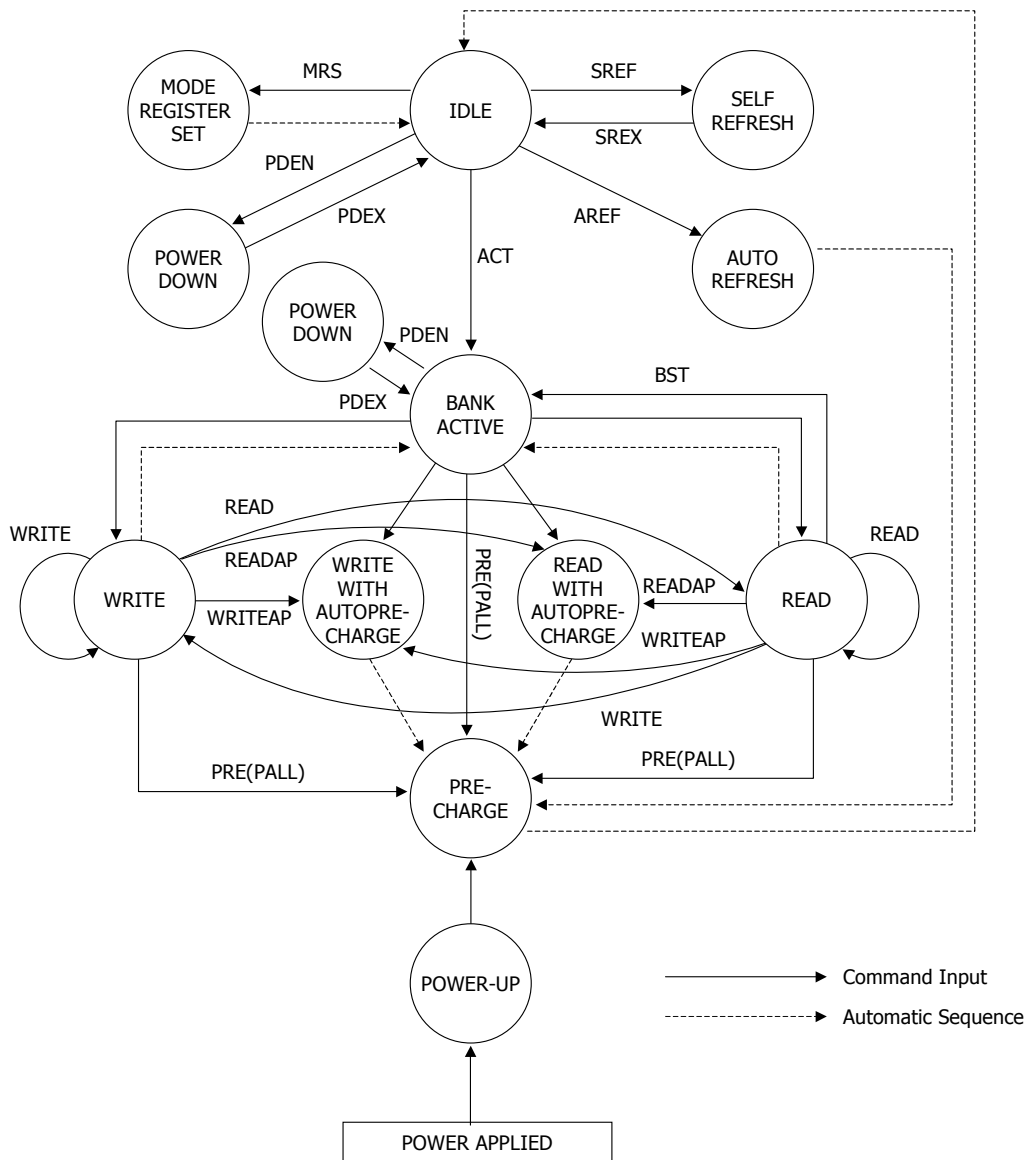 MRS
SREF
MODE
REGISTER
SET
IDLE
SELF
REFRESH
SREX
PDEN
PDEX
AREF
POWER
DOWN
ACT
AUTO
REFRESH
POWER
DOWN
PDEN
PDEX
BST
BANK
ACTIVE
WRITE
READ
READ
READAP
WRITE
WRITEAP
WRITE
WITH
AUTOPRE-
CHARGE
PRE(PALL)
READ
WITH
AUTOPRE-
CHARGE
READAP
READ
WRITEAP
WRITE
PRE(PALL)
PRE(PALL)
PRE-
CHARGE
POWER-UP
Command Input
Automatic Sequence
POWER APPLIED